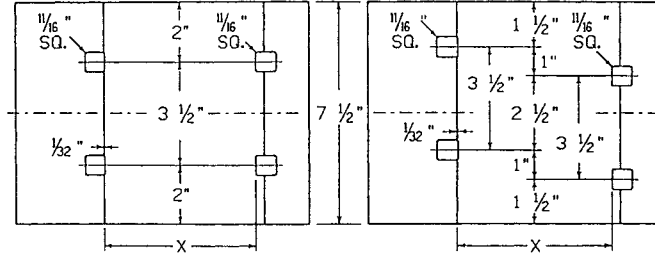 11/16 "
SQ.
2"
11/16 "
SQ.
3 1/2"
1/32 "
2"
X
7 1/2"
11/16 "
SQ.
1 1/2"
11/16 "
SQ.
1"
3 1/2"
2 1/2"
1/32 "
3 1/2"
1"
1 1/2"
X